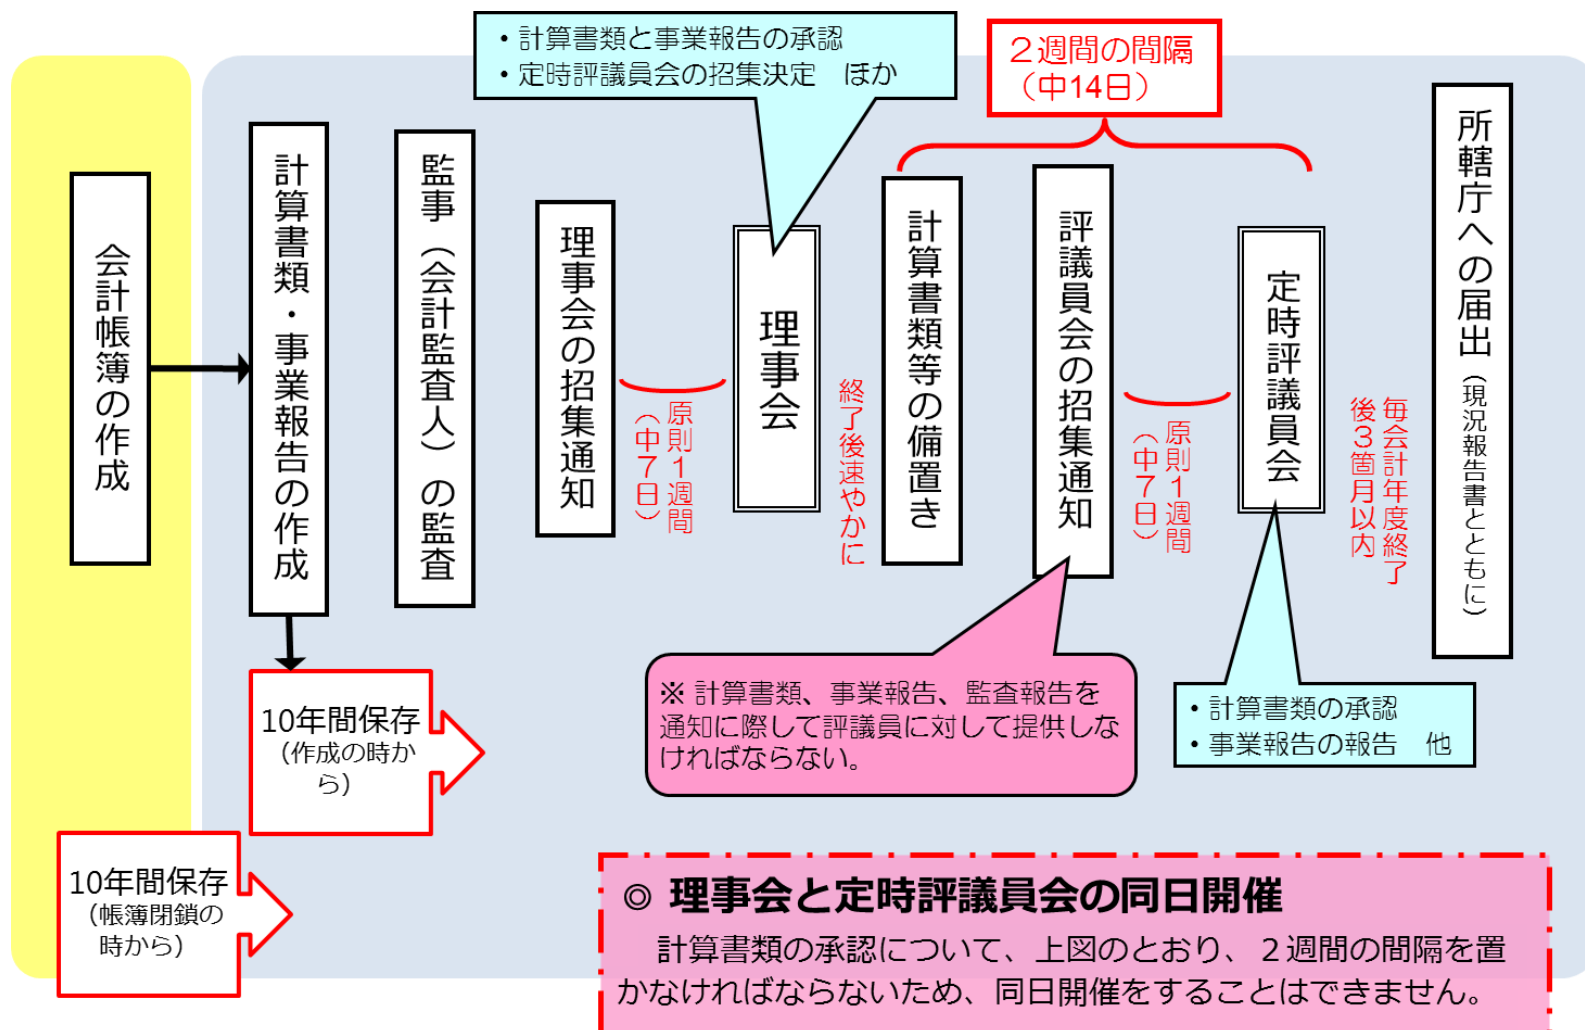 ・計算書類と事業報告の承認
・定時評議員会の招集決定　ほか
２週間の間隔
（中14日）
会計帳簿の作成
計算書類・事業報告の作成
監事（会計監査人）の監査
理事会の招集通知
原則１週間
（中７日）
理事会
終了後速やかに
計算書類等の備置き
評議員会の招集通知
原則１週間
（中７日）
定時評議員会
毎会計年度終了
後３箇月以内
所轄庁への届出（現況報告書とともに）
※ 計算書類、事業報告、監査報告を
通知に際して評議員に対して提供しな
ければならない。
・計算書類の承認
・事業報告の報告　他
10年間保存
（作成の時か
ら）
10年間保存
（帳簿閉鎖の
時から）
◎ 理事会と定時評議員会の同日開催
計算書類の承認について、上図のとおり、２週間の間隔を置
かなければならないため、同日開催をすることはできません。